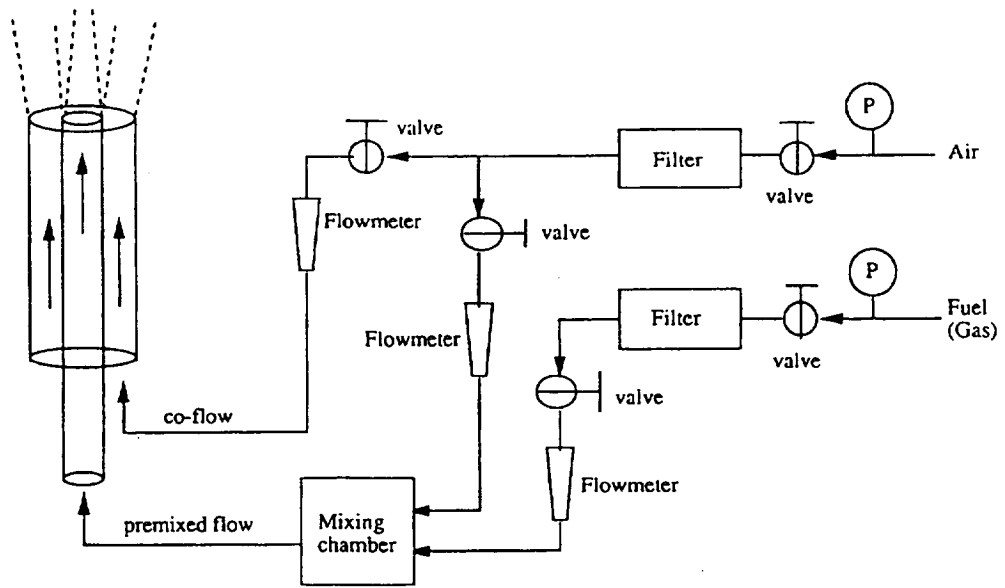 P
valve
Filter
Air
valve
Flowmeter
valve
P
Filter
Fuel
(Gas)
Flowmeter
valve
valve
co-flow
Flowmeter
premixed flow
Mixing
chamber